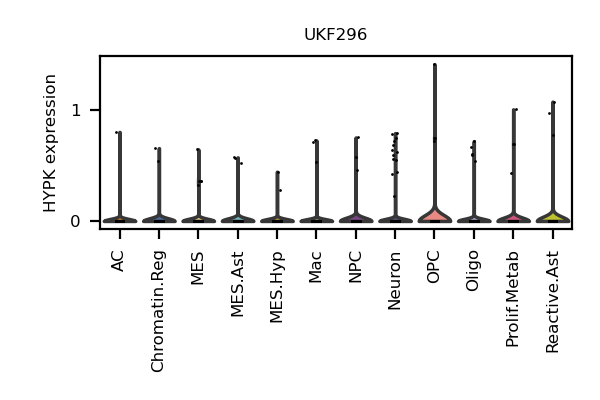 UKF296
HYPK expression
1
0
AC
Chromatin.Reg
MES
MES.Ast
MES.Hyp
Mac
NPC
Neuron
OPC
Oligo
Prolif.Metab
Reactive.Ast